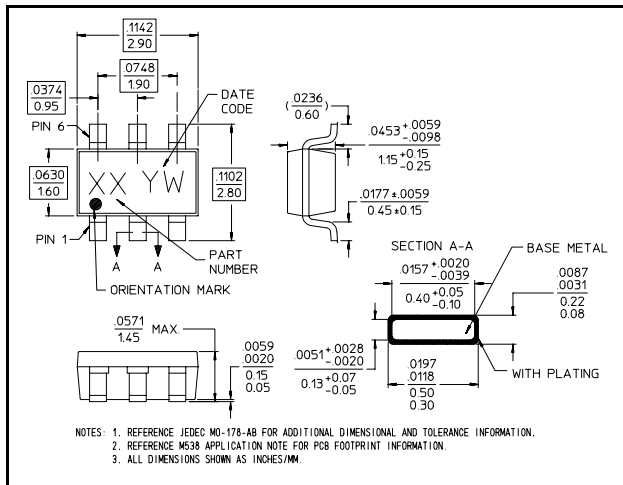 .1142
2.90
.0748
1.90
.0374
0.95
DATE
CODE
PIN 6
.0630
1.60
XX YW
.1102
2.80
PIN 1
A A
PART
NUMBER
ORIENTATION MARK
(.0236
0.60)
.0453 +.0059
-.0098
1.15 +0.15
-0.25
.0177±.0059
0.45±0.15
SECTION A-A
BASE METAL
.0157 +.0020
-.0039
0.40 +0.05
-0.10
.0087
.0031
0.22
0.08
.0571
1.45 MAX.
.0059
.0020
0.15
0.05
.0051 +.0028
-.0020
0.13 +0.07
-0.05
.0197
.0118
0.50
0.30
WITH PLATING
NOTES: 1. REFERENCE JEDEC MO-178-AB FOR ADDITIONAL DIMENSIONAL AND TOLERANCE INFORMATION.
2. REFERENCE M538 APPLICATION NOTE FOR PCB FOOTPRINT INFORMATION.
3. ALL DIMENSIONS SHOWN AS INCHES/MM.